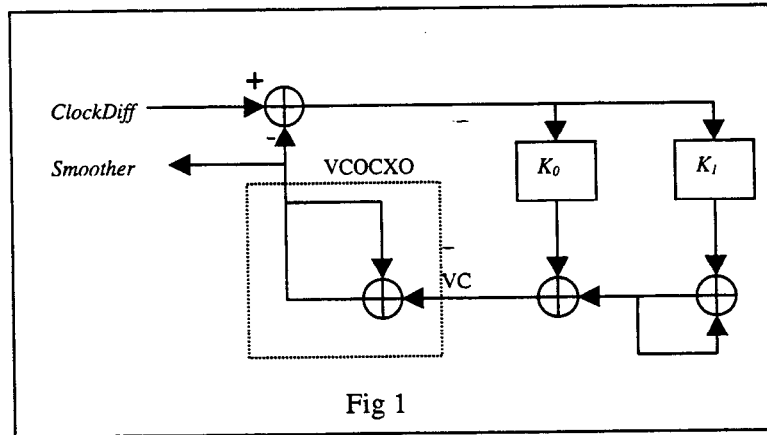 +
ClockDiff
-
Smoother
VCOCXO
K0
K1
VC
Fig 1